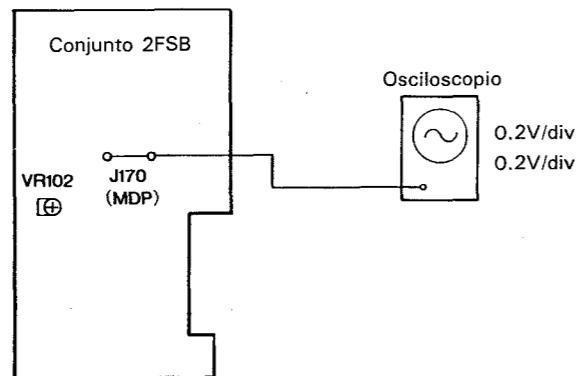 Conjunto 2FSB
Osciloscopio
0.2V/div
0.2V/div
VR102
J170
(MDP)